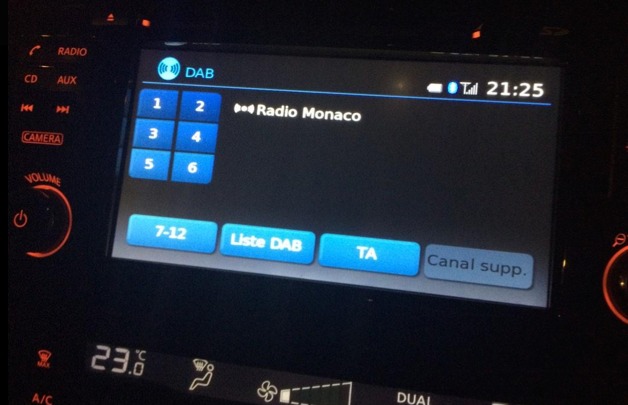 RADIO
CD AUX
CAMERA
VOLUME
DAB
21:25
1 2
3 4
5 6
Radio Monaco
7-12
Liste DAB
TA
Canal supp.
MAX
23.0 °C
A/C
DUAL